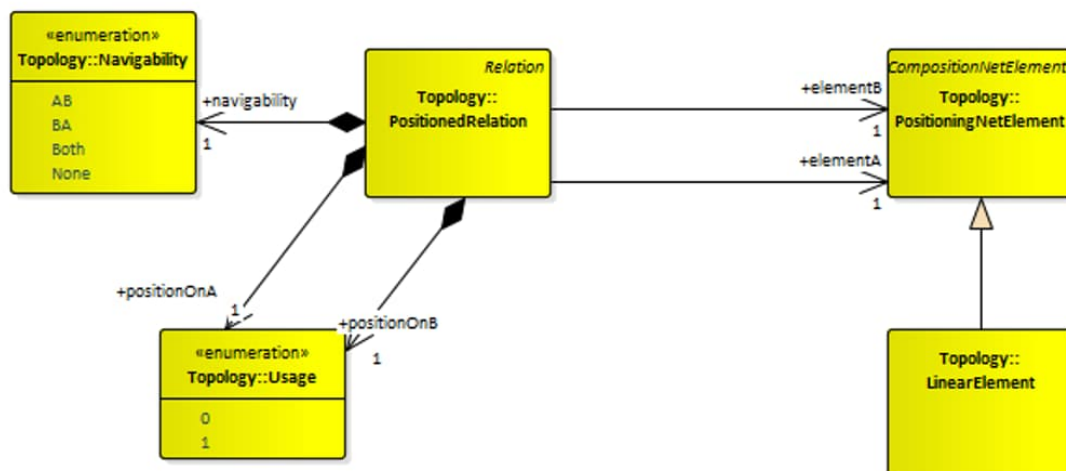 «enumeration»
Topology::Navigability
AB
BA
Both
None
+navigability
1
Relation
Topology::
PositionedRelation
+elementB
1
+elementA
1
CompositionNetElement
Topology::
PositioningNetElement
+positionOnA
1
+positionOnB
1
«enumeration»
Topology::Usage
0
1
Topology::
LinearElement